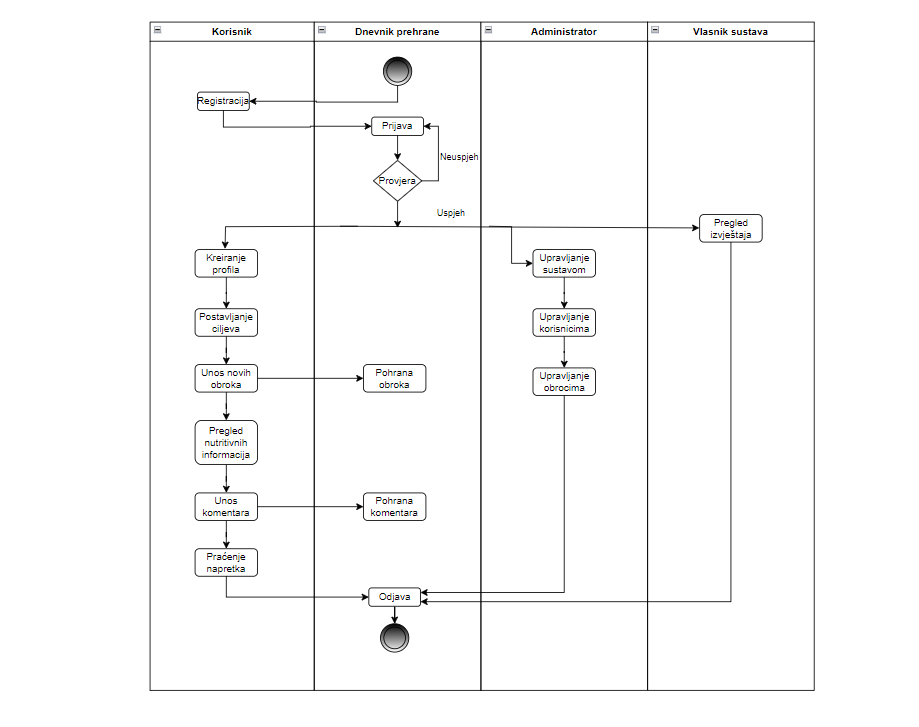 Korisnik
Dnevnik prehrane
Administrator
Vlasnik sustava
Registracija
Prijava
Neuspjeh
Provjera
Uspjeh
Pregled
izvještaja
Kreiranje
profila
Upravljanje
sustavom
Postavljanje
ciljeva
Upravljanje
korisnicima
Unos novih
obroka
Pohrana
obroka
Upravljanje
obrocima
Pregled
nutritivnih
informacija
Unos
komentara
Pohrana
komentara
Praćenje
napretka
Odjava